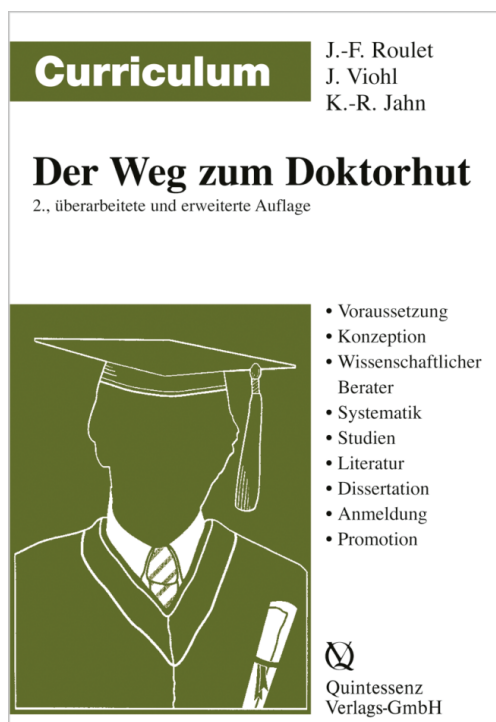 Curriculum
J.-F. Roulet
J. Viohl
K.-R. Jahn
Der Weg zum Doktorhut
2., überarbeitete und erweiterte Auflage
• Voraussetzung
• Konzeption
• Wissenschaftlicher
Berater
• Systematik
• Studien
• Literatur
• Dissertation
• Anmeldung
• Promotion
Quintessenz
Verlags-GmbH